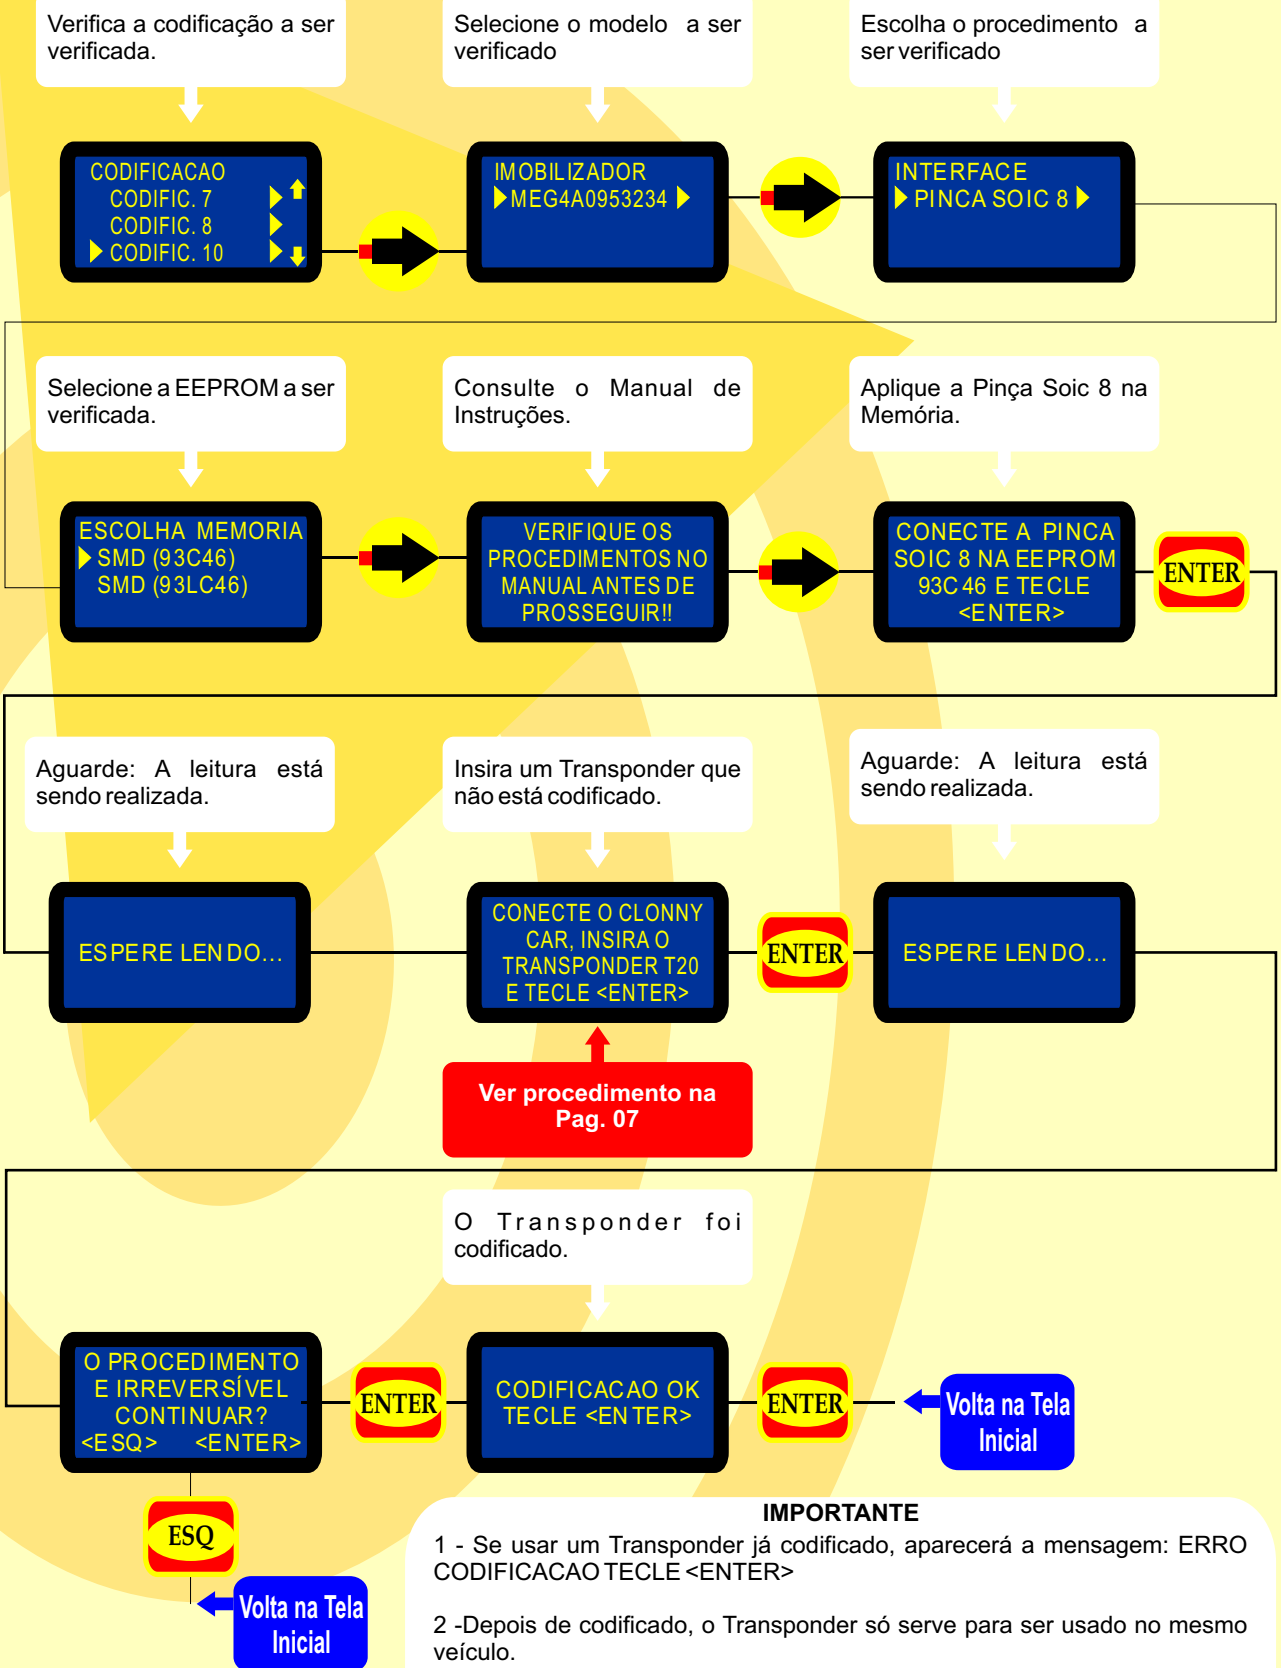 Verifica a codificação a ser
verificada.
Selecione o modelo a ser
verificado
Escolha o procedimento a
ser verificado
CODIFICACAO
CODIFIC. 7
CODIFIC. 8
CODIFIC. 10
IMOBILIZADOR
MEG4A0953234
INTERFACE
PINCA SOIC 8
Selecione a EEPROM a ser
verificada.
Consulte o Manual de
Instruções.
Aplique a Pinça Soic 8 na
Memória.
ESCOLHA MEMORIA
SMD (93C46)
SMD (93LC46)
VERIFIQUE OS
PROCEDIMENTOS NO
MANUAL ANTES DE
PROSSEGUIR!!
CONECTE A PINCA
SOIC 8 NA EEPROM
93C46 E TECLE
<ENTER>
ENTER
Aguarde: A leitura está
sendo realizada.
Insira um Transponder que
não está codificado.
Aguarde: A leitura está
sendo realizada.
ESPERE LENDO...
CONECTE O CLONNY
CAR, INSIRA O
TRANSPONDER T20
E TECLE <ENTER>
ENTER
ESPERE LENDO...
Ver procedimento na
Pag. 07
O Transponder foi
codificado.
O PROCEDIMENTO
E IRREVERSÍVEL
CONTINUAR?
<ESQ> <ENTER>
ENTER
CODIFICACAO OK
TECLE <ENTER>
ENTER
Volta na Tela
Inicial
ESQ
Volta na Tela
Inicial
IMPORTANTE
1 - Se usar um Transponder já codificado, aparecerá a mensagem: ERRO
CODIFICACAO TECLE <ENTER>
2 -Depois de codificado, o Transponder só serve para ser usado no mesmo
veículo.